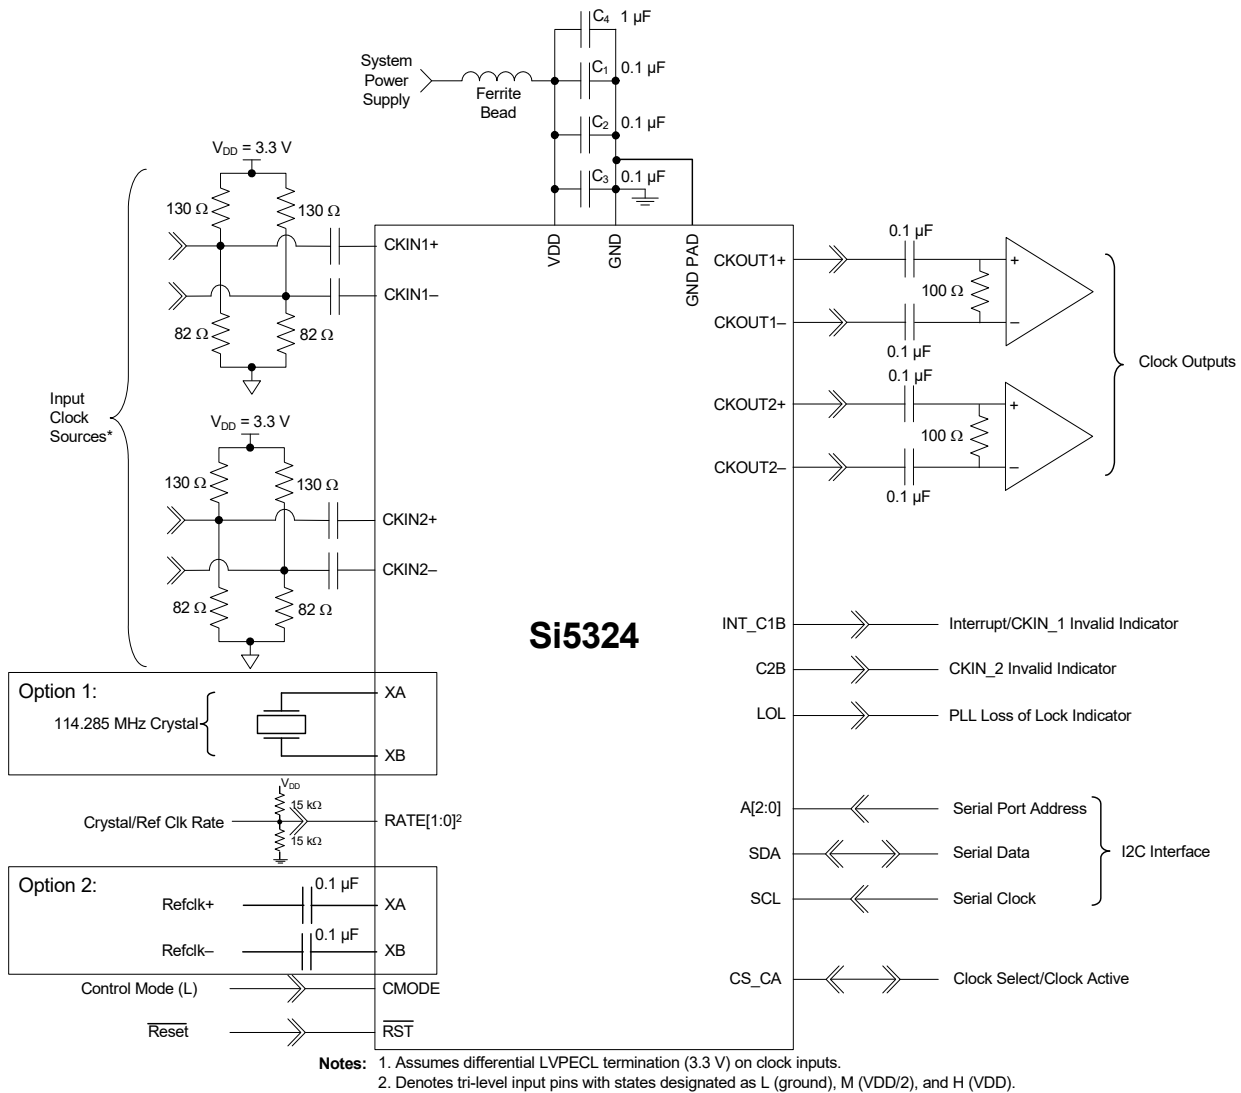 C4 1 µF
System
Power
Supply
Ferrite
Bead
C1 0.1 µF
C2 0.1 µF
C3 0.1 µF
VDD = 3.3 V
130 Ω
130 Ω
82 Ω
82 Ω
CKIN1+
CKIN1–
VDD
GND
GND PAD
CKOUT1+
0.1 µF
100 Ω
+
–
CKOUT1–
0.1 µF
Clock Outputs
CKOUT2+
0.1 µF
100 Ω
+
–
CKOUT2–
0.1 µF
Input
Clock
Sources*
VDD = 3.3 V
130 Ω
130 Ω
82 Ω
82 Ω
CKIN2+
CKIN2–
Si5324
INT_C1B
Interrupt/CKIN_1 Invalid Indicator
C2B
CKIN_2 Invalid Indicator
LOL
PLL Loss of Lock Indicator
Option 1:
114.285 MHz Crystal
XA
XB
VDD
15 kΩ
15 kΩ
Crystal/Ref Clk Rate
RATE[1:0]2
A[2:0]
Serial Port Address
SDA
Serial Data
SCL
Serial Clock
I2C Interface
Option 2:
Refclk+
0.1 µF
XA
Refclk–
0.1 µF
XB
CS_CA
Clock Select/Clock Active
Control Mode (L)
CMODE
Reset
RST
Notes: 1. Assumes differential LVPECL termination (3.3 V) on clock inputs.
2. Denotes tri-level input pins with states designated as L (ground), M (VDD/2), and H (VDD).